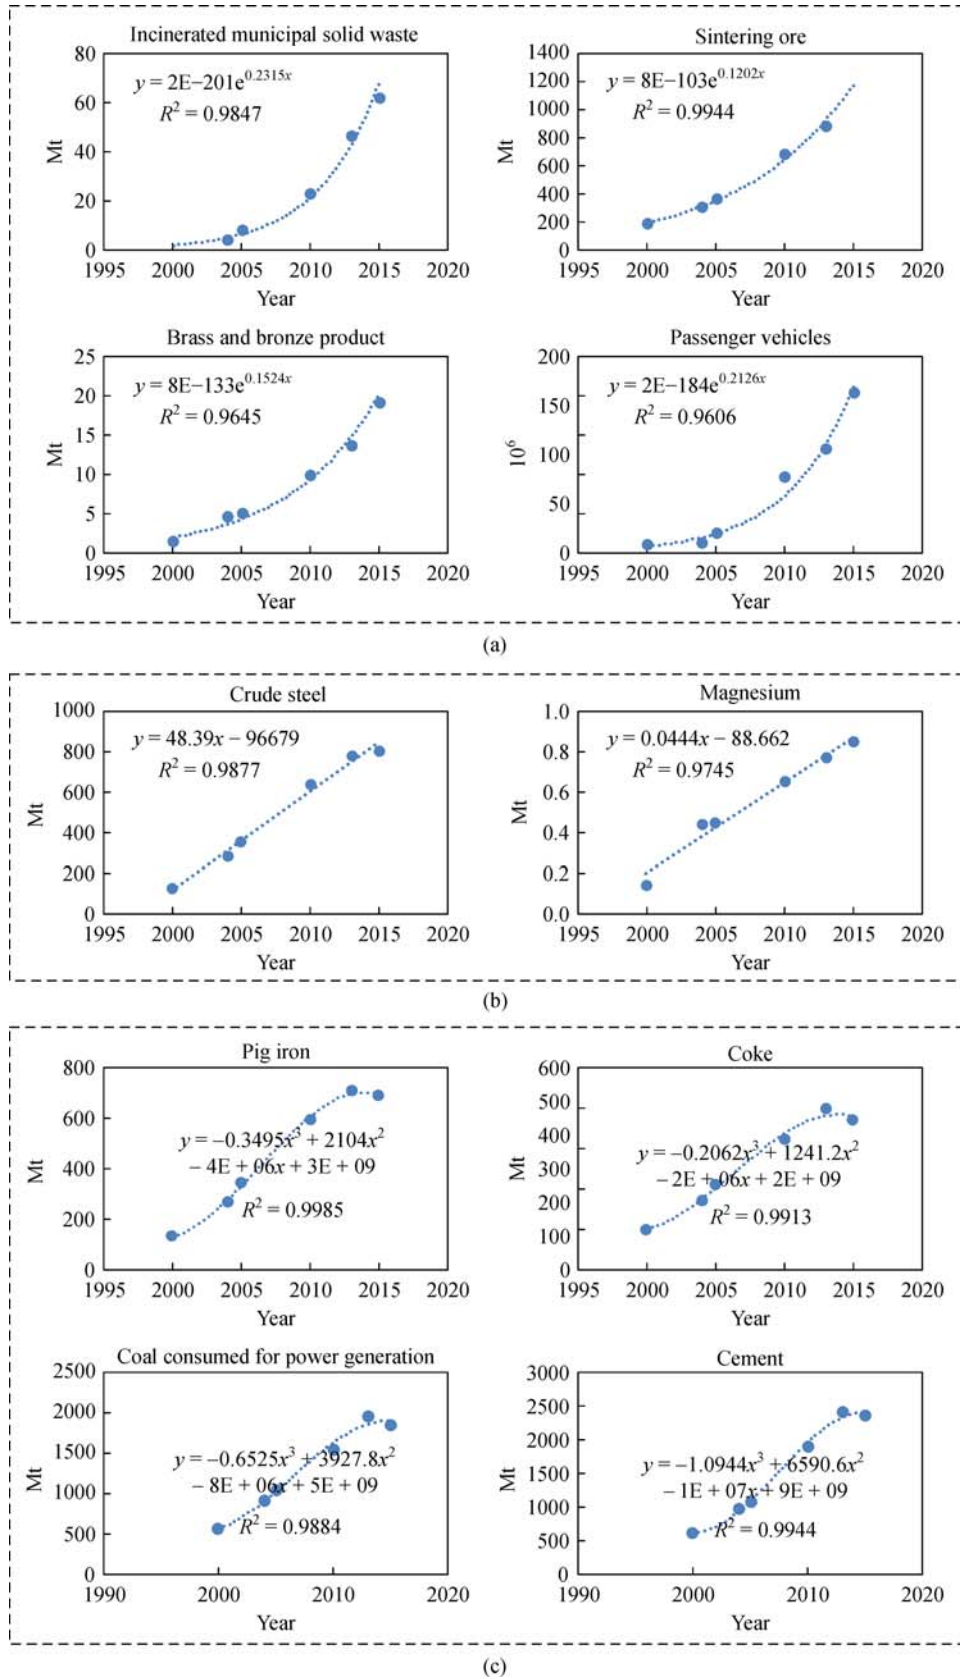 Incinerated municipal solid waste
80
60
40
20
0
Mt
y = 2E−201e^0.2315x
R² = 0.9847
1995 2000 2005 2010 2015 2020
Year
Sintering ore
1400
1200
1000
800
600
400
200
0
Mt
y = 8E−103e^0.1202x
R² = 0.9944
1995 2000 2005 2010 2015 2020
Year
Brass and bronze product
25
20
15
10
5
0
Mt
y = 8E−133e^0.1524x
R² = 0.9645
1995 2000 2005 2010 2015 2020
Year
Passenger vehicles
200
150
100
50
0
10⁶
y = 2E−184e^0.2126x
R² = 0.9606
1995 2000 2005 2010 2015 2020
Year
(a)
Crude steel
1000
800
600
400
200
0
Mt
y = 48.39x − 96679
R² = 0.9877
1995 2000 2005 2010 2015 2020
Year
Magnesium
1.0
0.8
0.6
0.4
0.2
0.0
Mt
y = 0.0444x − 88.662
R² = 0.9745
1995 2000 2005 2010 2015 2020
Year
(b)
Pig iron
800
600
400
200
0
Mt
y = −0.3495x³ + 2104x²
− 4E + 06x + 3E + 09
R² = 0.9985
1995 2000 2005 2010 2015 2020
Year
Coke
600
500
400
300
200
100
0
Mt
y = −0.2062x³ + 1241.2x²
− 2E + 06x + 2E + 09
R² = 0.9913
1995 2000 2005 2010 2015 2020
Year
Coal consumed for power generation
2500
2000
1500
1000
500
0
Mt
y = −0.6525x³ + 3927.8x²
− 8E + 06x + 5E + 09
R² = 0.9884
1990 2000 2010 2020
Year
Cement
3000
2500
2000
1500
1000
500
0
Mt
y = −1.0944x³ + 6590.6x²
− 1E + 07x + 9E + 09
R² = 0.9944
1990 2000 2010 2020
Year
(c)